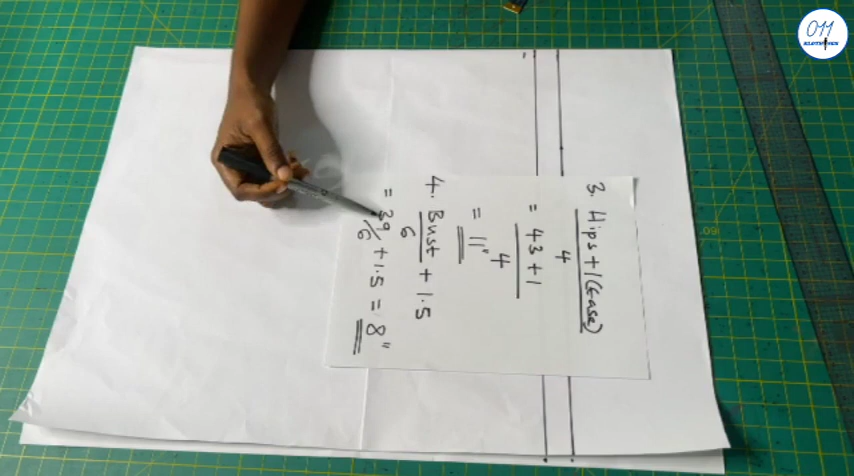 3. Hips + 1 (Ease)
4
= 43 + 1
4
= 11"
4. Bust + 1.5
6
= 39/6 + 1.5 = 8"
011